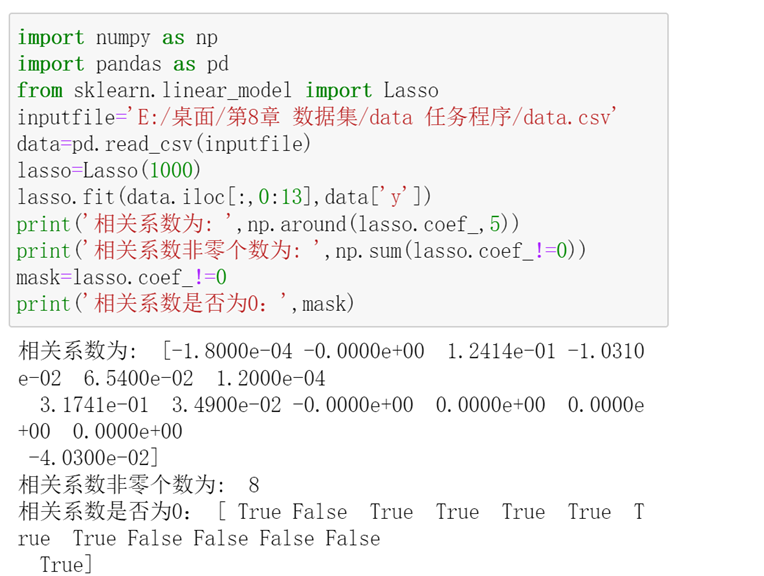 import numpy as np
import pandas as pd
from sklearn.linear_model import Lasso
inputfile='E:/桌面/第8章 数据集/data 任务程序/data.csv'
data=pd.read_csv(inputfile)
lasso=Lasso(1000)
lasso.fit(data.iloc[:,0:13],data['y'])
print('相关系数为: ',np.around(lasso.coef_,5))
print('相关系数非零个数为: ',np.sum(lasso.coef_!=0))
mask=lasso.coef_!=0
print('相关系数是否为0: ',mask)
相关系数为:  [-1.8000e-04 -0.0000e+00  1.2414e-01 -1.0310
e-02  6.5400e-02  1.2000e-04
  3.1741e-01  3.4900e-02 -0.0000e+00  0.0000e+00  0.0000e
+00  0.0000e+00
 -4.0300e-02]
相关系数非零个数为:  8
相关系数是否为0:  [ True False  True  True  True  True  T
rue  True False False False False
  True]